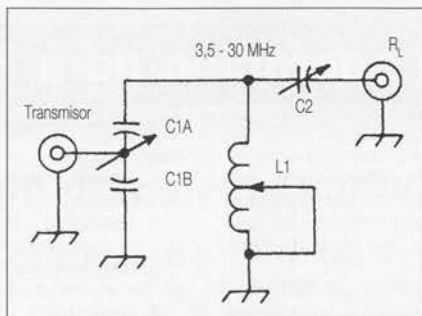 3,5 - 30 MHz
RL
C2
Transmisor
C1A
C1B
L1